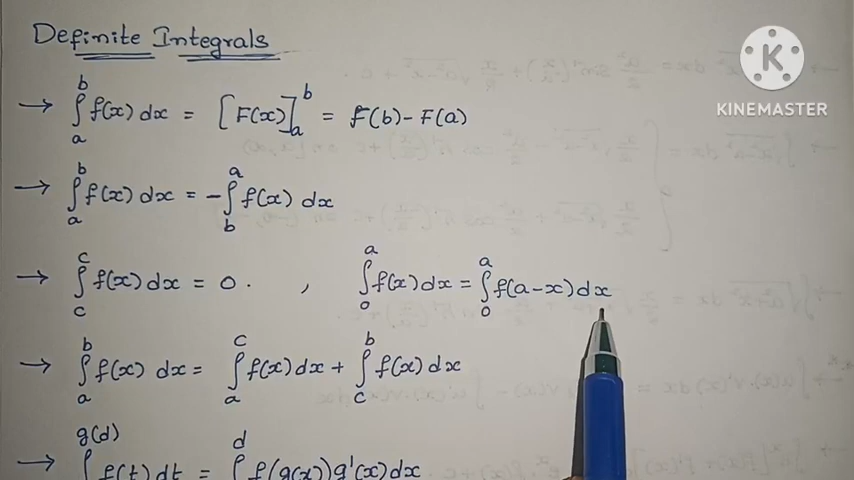 Definite Integrals
KINEMASTER
→ ∫_a^b f(x) dx = [F(x)]_a^b = F(b) - F(a)
→ ∫_a^b f(x) dx = - ∫_b^a f(x) dx
→ ∫_c^c f(x) dx = 0. , ∫_0^a f(x) dx = ∫_0^a f(a-x) dx
→ ∫_a^b f(x) dx = ∫_a^c f(x) dx + ∫_c^b f(x) dx
→ ∫^g(d) f(t) dt = ∫^d f(g(x)) g'(x) dx